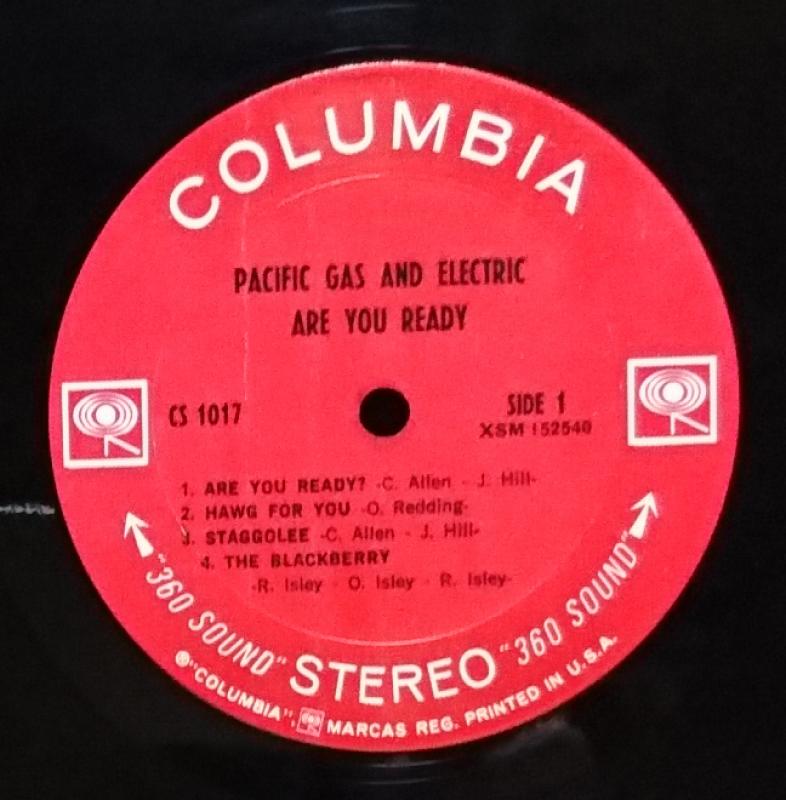 COLUMBIA
PACIFIC GAS AND ELECTRIC
ARE YOU READY
CS 1017
SIDE 1
XSM 152540
1. ARE YOU READY? -C. Allen - J. Hill-
2. HAWG FOR YOU -O. Redding-
3. STAGGOLEE -C. Allen - J. Hill-
4. THE BLACKBERRY
-R. Isley - O. Isley - R. Isley-
"360 SOUND" STEREO "360 SOUND"
®"COLUMBIA", MARCAS REG. PRINTED IN U.S.A.